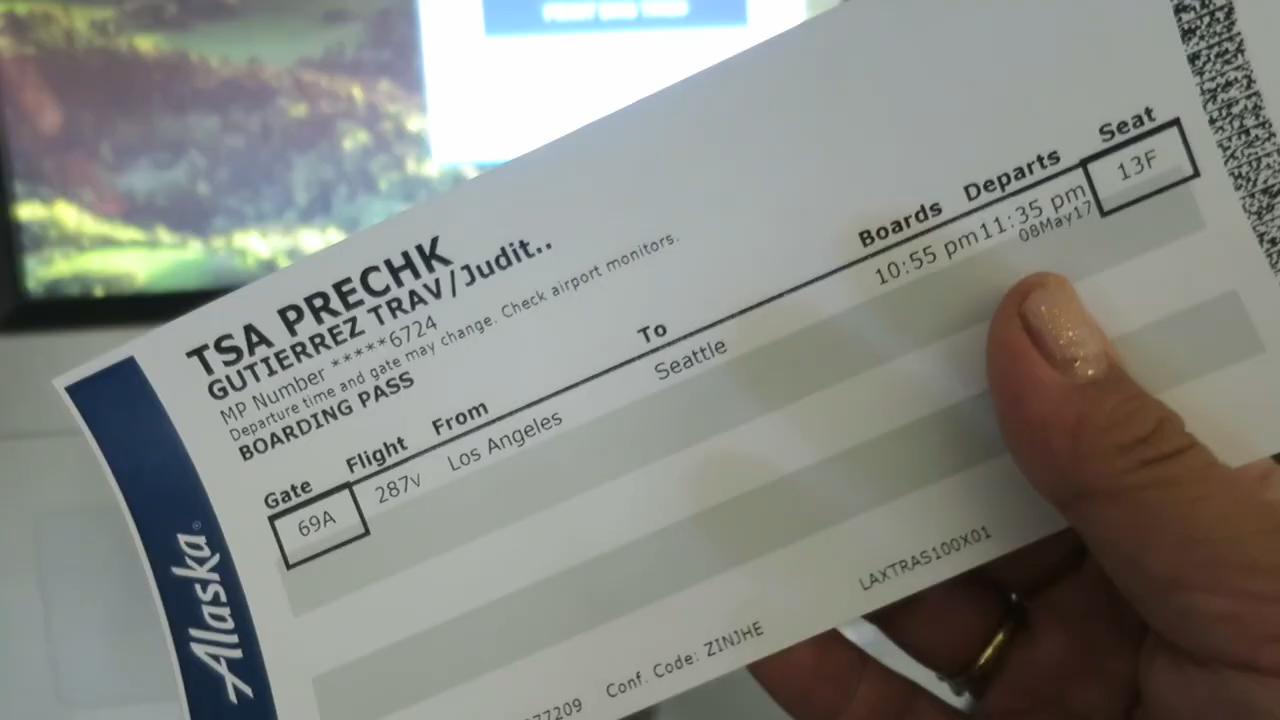 TSA PRECHK
GUTIERREZ TRAV/Judit..
MP Number *****6724
Departure time and gate may change. Check airport monitors.
BOARDING PASS
Gate Flight From To Boards Departs Seat
69A 287v Los Angeles Seattle 10:55 pm 11:35 pm 13F
08May17
LAXTRAS100X01
77209 Conf. Code: ZINJHE
Alaska®